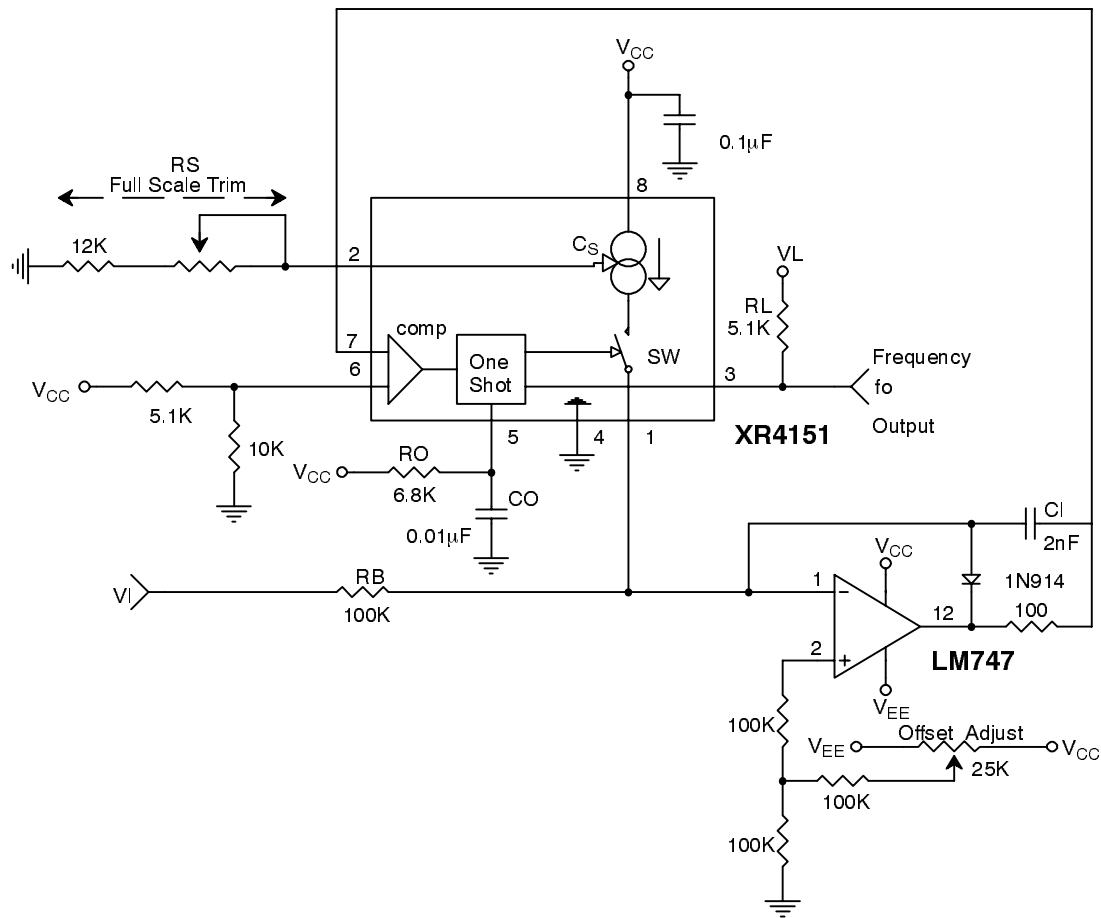 VCC
0.1µF
8
RS
Full Scale Trim
12K
2
CS
VL
RL
5.1K
comp
7
6
One
Shot
SW
3
Frequency
fo
Output
VCC
5.1K
10K
5
4
1
XR4151
VCC
RO
6.8K
CO
0.01µF
CI
2nF
VI
RB
100K
VCC
1
−
1N914
12
100
2
+
LM747
VEE
100K
Offset Adjust
VEE
VCC
25K
100K
100K